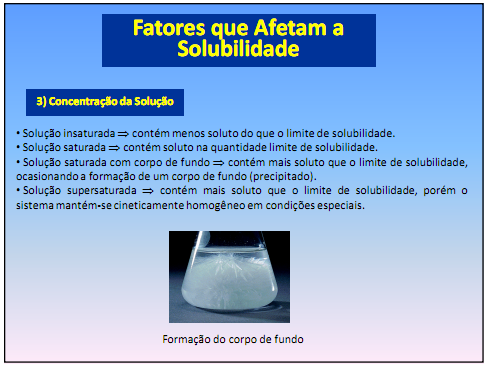 Fatores que Afetam a
Solubilidade
3) Concentração da Solução
• Solução insaturada ⇒ contém menos soluto do que o limite de solubilidade.
• Solução saturada ⇒ contém soluto na quantidade limite de solubilidade.
• Solução saturada com corpo de fundo ⇒ contém mais soluto que o limite de solubilidade,
ocasionando a formação de um corpo de fundo (precipitado).
• Solução supersaturada ⇒ contém mais soluto que o limite de solubilidade, porém o
sistema mantém-se cineticamente homogêneo em condições especiais.
Formação do corpo de fundo